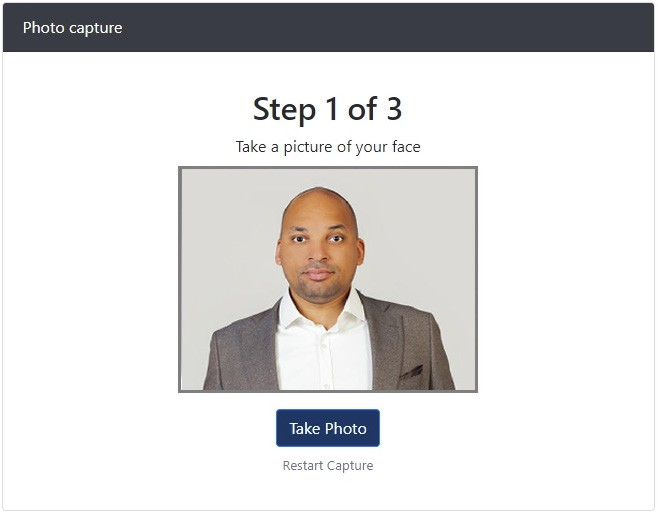 Photo capture
Step 1 of 3
Take a picture of your face
Take Photo
Restart Capture